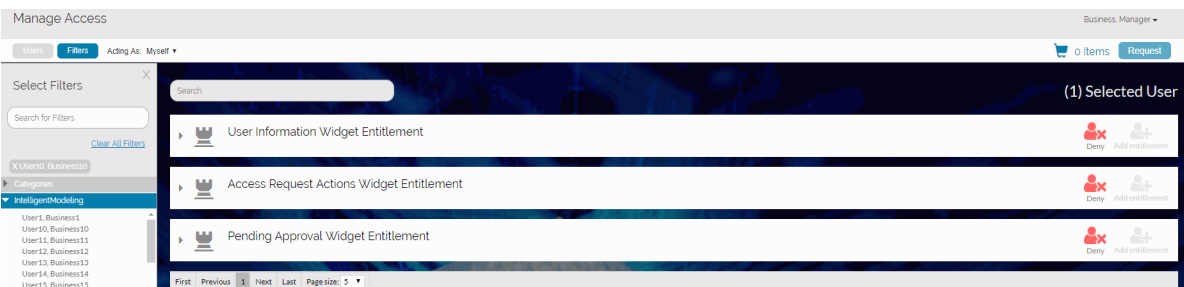 Manage Access
Business, Manager
Users Filters Acting As: Myself
0 Items Request
Select Filters X
Search for Filters
Clear All Filters
X User10, Business10
Categories
IntelligentModeling
User1, Business1
User10, Business10
User11, Business11
User12, Business12
User13, Business13
User14, Business14
User15, Business15
Search
(1) Selected User
User Information Widget Entitlement
Deny Add entitlement
Access Request Actions Widget Entitlement
Deny Add entitlement
Pending Approval Widget Entitlement
Deny Add entitlement
First Previous 1 Next Last Page size: 5